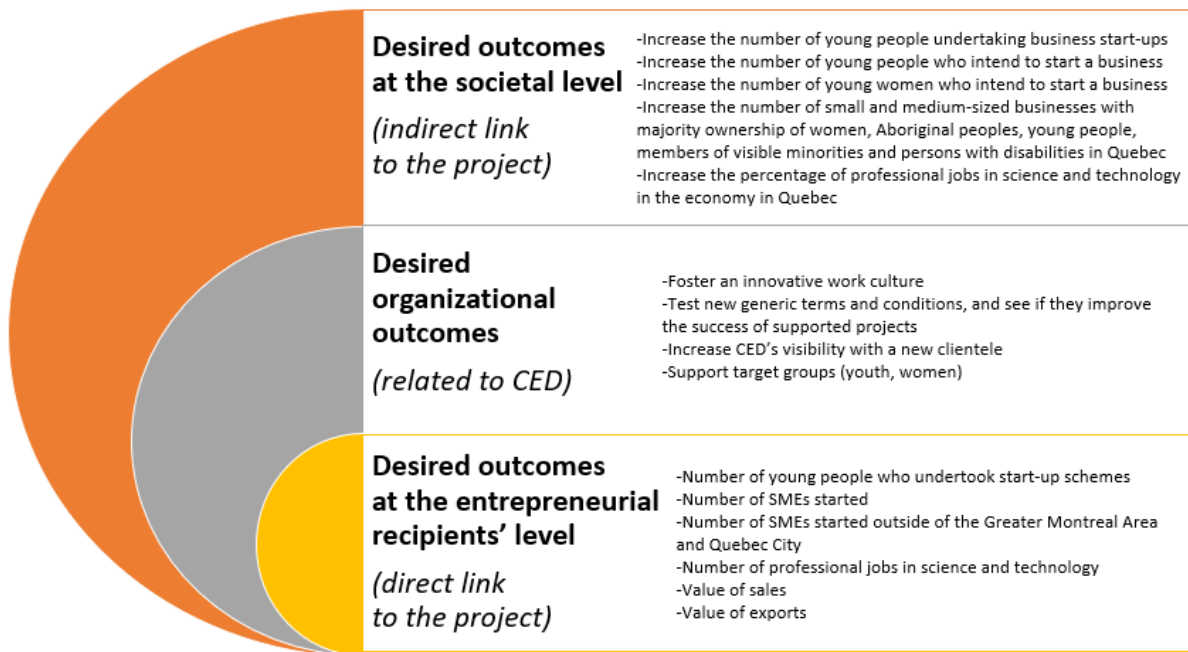 Desired outcomes
at the societal level
(indirect link
to the project)
-Increase the number of young people undertaking business start-ups
-Increase the number of young people who intend to start a business
-Increase the number of young women who intend to start a business
-Increase the number of small and medium-sized businesses with
majority ownership of women, Aboriginal peoples, young people,
members of visible minorities and persons with disabilities in Quebec
-Increase the percentage of professional jobs in science and technology
in the economy in Quebec
Desired
organizational
outcomes
(related to CED)
-Foster an innovative work culture
-Test new generic terms and conditions, and see if they improve
the success of supported projects
-Increase CED’s visibility with a new clientele
-Support target groups (youth, women)
Desired outcomes
at the entrepreneurial
recipients’ level
(direct link
to the project)
-Number of young people who undertook start-up schemes
-Number of SMEs started
-Number of SMEs started outside of the Greater Montreal Area
and Quebec City
-Number of professional jobs in science and technology
-Value of sales
-Value of exports